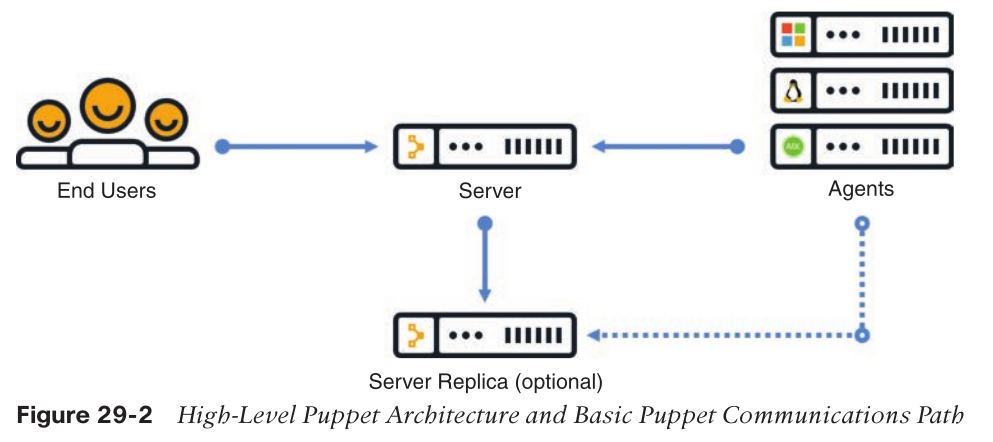 AIX
End Users
Server
Agents
Server Replica (optional)
Figure 29-2 High-Level Puppet Architecture and Basic Puppet Communications Path